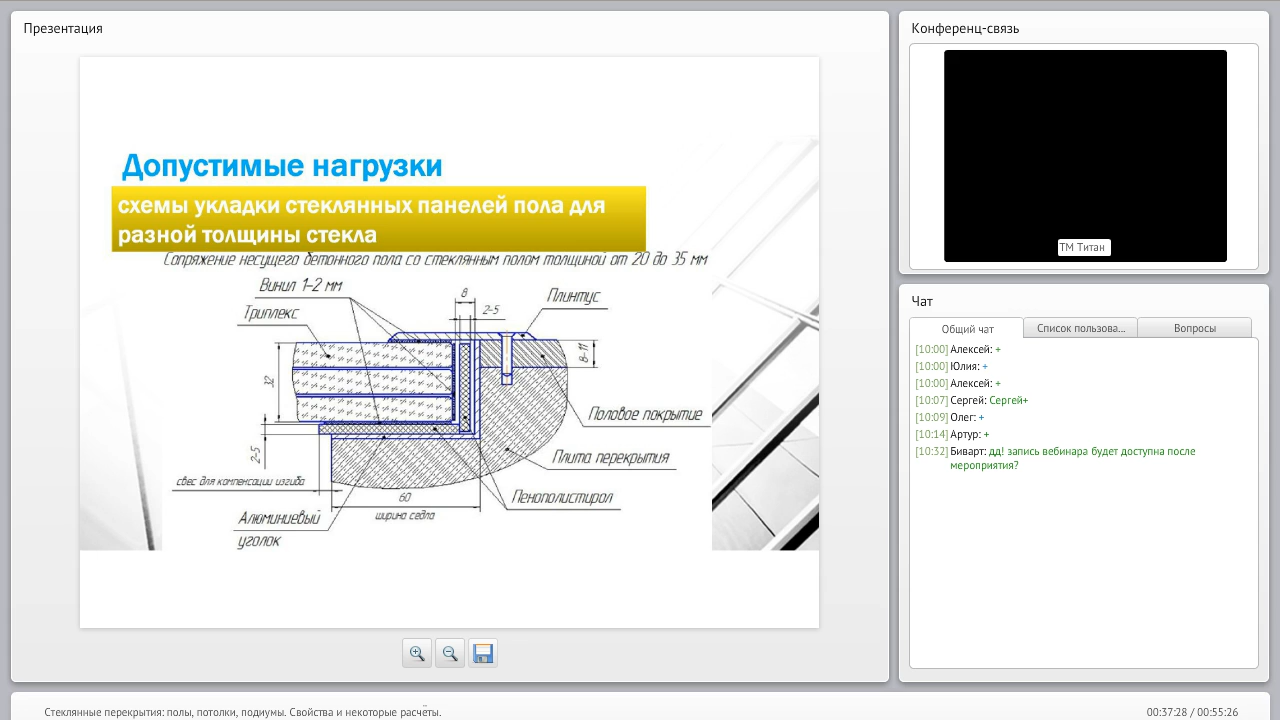 Презентация
Допустимые нагрузки
схемы укладки стеклянных панелей пола для
разной толщины стекла
Сопряжение несущего бетонного пола со стеклянным полом толщиной от 20 до 35 мм
Винил 1-2 мм
8
Плинтус
Триплекс
2-5
8-11
32
Половое покрытие
2-5
Плита перекрытия
свес для компенсации изгиба
60
Пенополистирол
ширина седла
Алюминиевый
уголок
Конференц-связь
ТМ Титан
Чат
Общий чат
Список пользова...
Вопросы
[10:00] Алексей: +
[10:00] Юлия: +
[10:00] Алексей: +
[10:07] Сергей: Сергей+
[10:09] Олег: +
[10:14] Артур: +
[10:32] Биварт: дд! запись вебинара будет доступна после
мероприятия?
Стеклянные перекрытия: полы, потолки, подиумы. Свойства и некоторые расчёты.
00:37:28 / 00:55:26